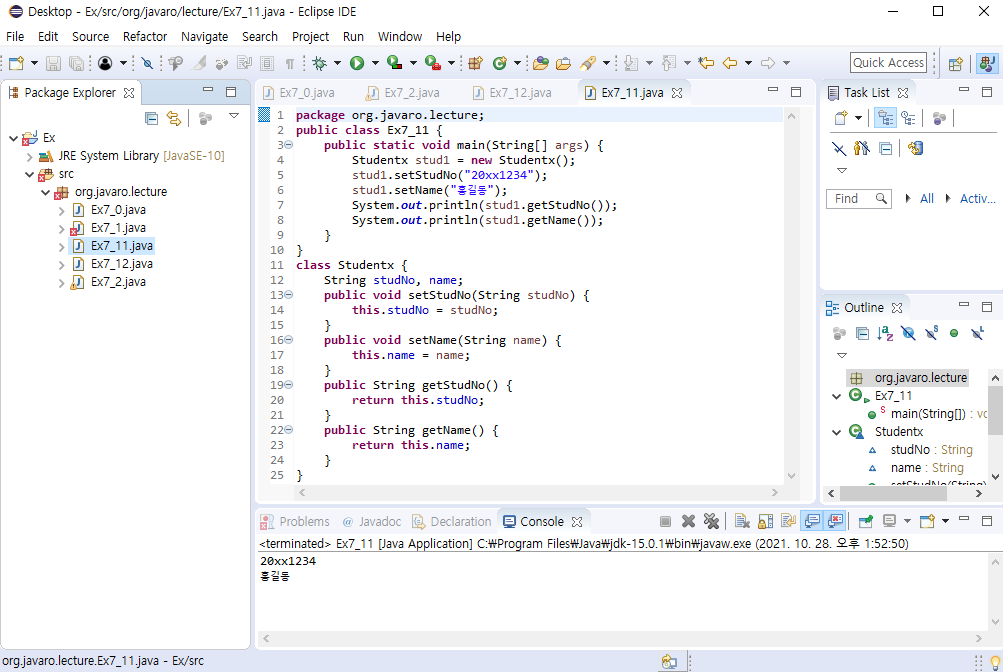 Desktop - Ex/src/org/javaro/lecture/Ex7_11.java - Eclipse IDE
File Edit Source Refactor Navigate Search Project Run Window Help
Quick Access
Package Explorer
Ex
JRE System Library [JavaSE-10]
src
org.javaro.lecture
Ex7_0.java
Ex7_1.java
Ex7_11.java
Ex7_12.java
Ex7_2.java
Ex7_0.java Ex7_2.java Ex7_12.java Ex7_11.java
1 package org.javaro.lecture;
2 public class Ex7_11 {
3 public static void main(String[] args) {
4 Studentx stud1 = new Studentx();
5 stud1.setStudNo("20xx1234");
6 stud1.setName("홍길동");
7 System.out.println(stud1.getStudNo());
8 System.out.println(stud1.getName());
9 }
10 }
11 class Studentx {
12 String studNo, name;
13 public void setStudNo(String studNo) {
14 this.studNo = studNo;
15 }
16 public void setName(String name) {
17 this.name = name;
18 }
19 public String getStudNo() {
20 return this.studNo;
21 }
22 public String getName() {
23 return this.name;
24 }
25 }
Task List
Find All Activ...
Outline
org.javaro.lecture
Ex7_11
main(String[]) : vo
Studentx
studNo : String
name : String
setStudNo(String)
Problems Javadoc Declaration Console
<terminated> Ex7_11 [Java Application] C:₩Program Files₩Java₩jdk-15.0.1₩bin₩javaw.exe (2021. 10. 28. 오후 1:52:50)
20xx1234
홍길동
org.javaro.lecture.Ex7_11.java - Ex/src